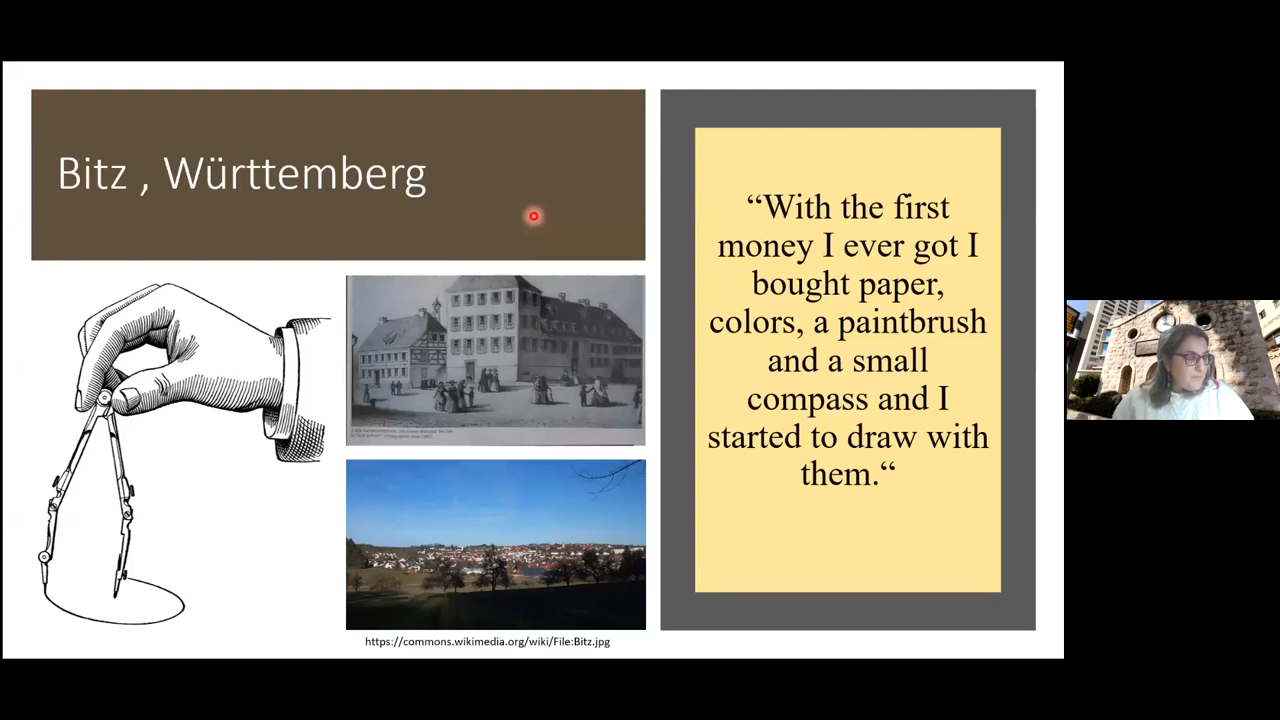 Bitz , Württemberg
“With the first
money I ever got I
bought paper,
colors, a paintbrush
and a small
compass and I
started to draw with
them.“
https://commons.wikimedia.org/wiki/File:Bitz.jpg